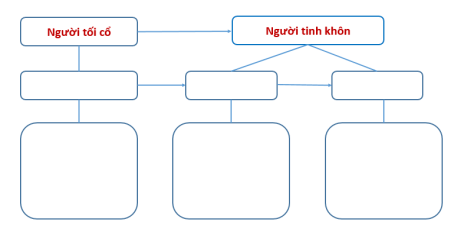 Người tối cổ
Người tinh khôn